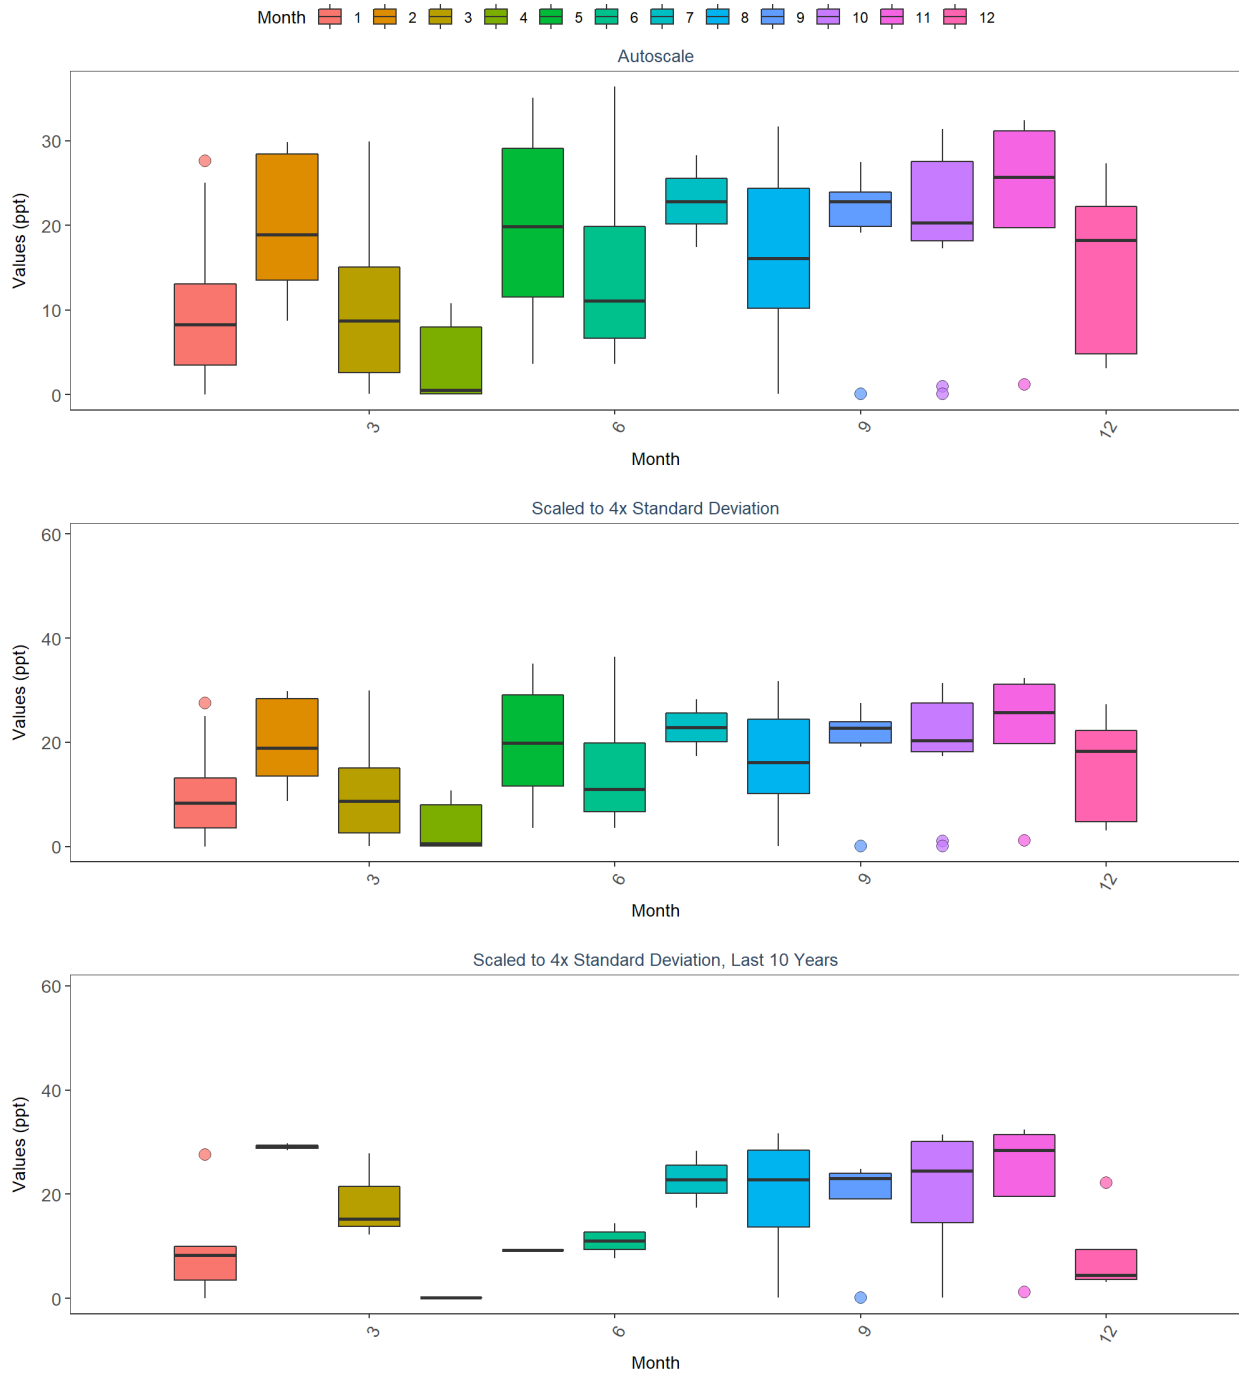 Month 1 2 3 4 5 6 7 8 9 10 11 12
Autoscale
Values (ppt)
30
20
10
0
3 6 9 12
Month
Scaled to 4x Standard Deviation
Values (ppt)
60
40
20
0
3 6 9 12
Month
Scaled to 4x Standard Deviation, Last 10 Years
Values (ppt)
60
40
20
0
3 6 9 12
Month